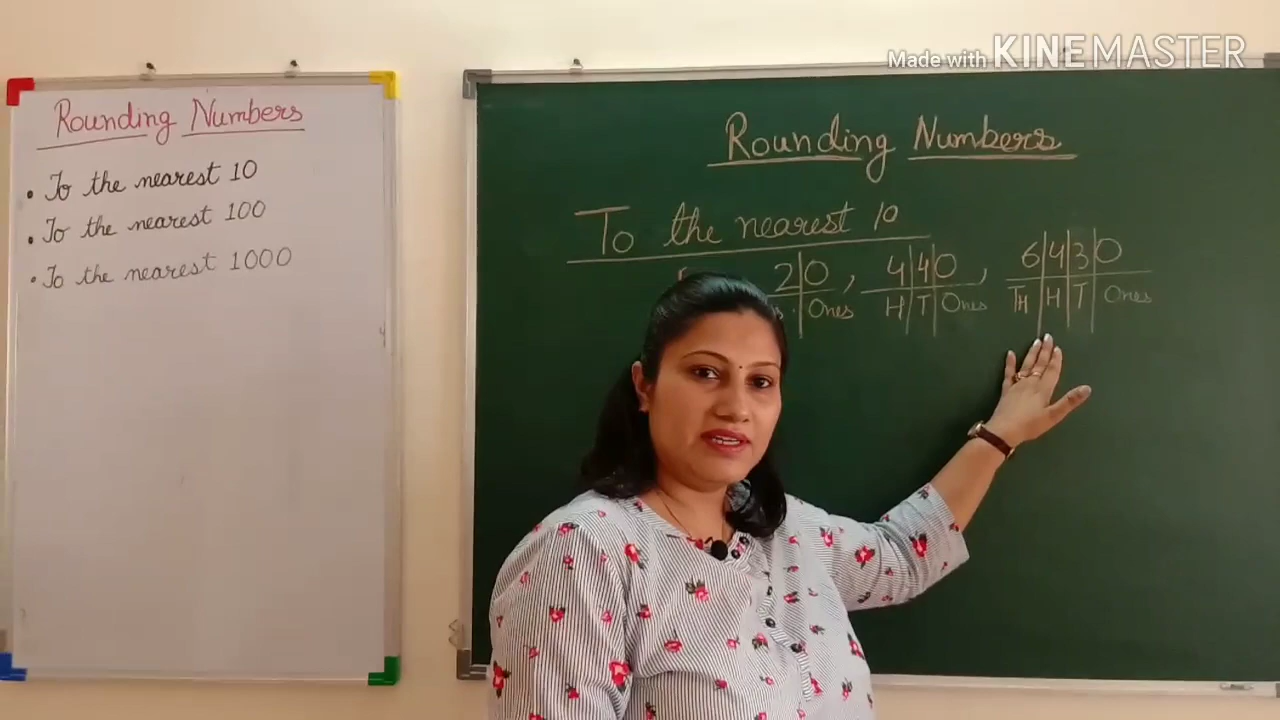 Made with KINEMASTER
Rounding Numbers
• To the nearest 10
• To the nearest 100
• To the nearest 1000
Rounding Numbers
To the nearest 10
20, 440, 6430
Ones H T Ones TH H T Ones